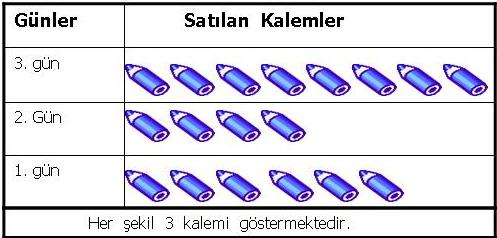 Günler Satılan Kalemler
3. gün
2. Gün
1. gün
Her şekil 3 kalemi göstermektedir.